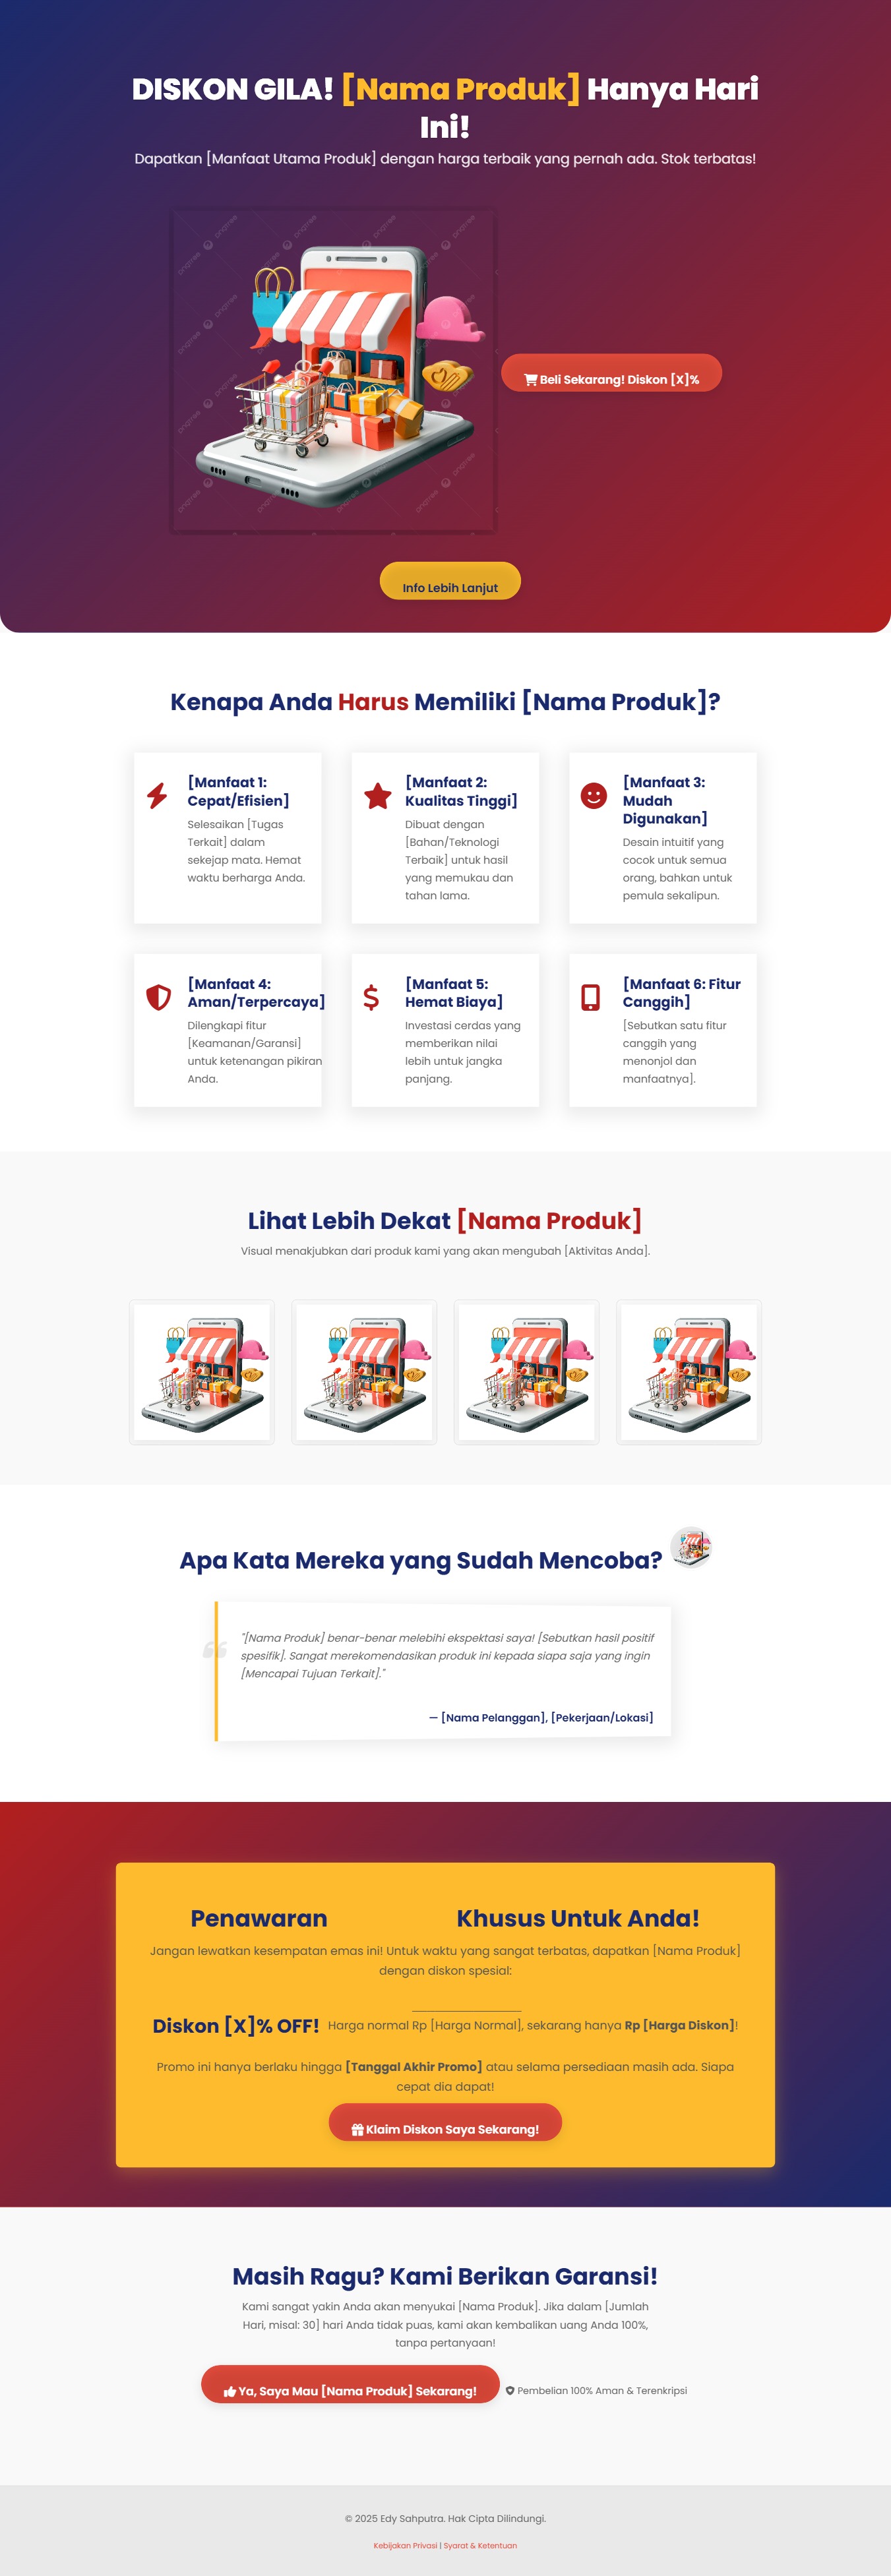 DISKON GILA! [Nama Produk] Hanya Hari
Ini!
Dapatkan [Manfaat Utama Produk] dengan harga terbaik yang pernah ada. Stok terbatas!
pngtree
Beli Sekarang! Diskon [X]%
Info Lebih Lanjut
Kenapa Anda Harus Memiliki [Nama Produk]?
[Manfaat 1:
Cepat/Efisien]
Selesaikan [Tugas
Terkait] dalam
sekejap mata. Hemat
waktu berharga Anda.
[Manfaat 2:
Kualitas Tinggi]
Dibuat dengan
[Bahan/Teknologi
Terbaik] untuk hasil
yang memukau dan
tahan lama.
[Manfaat 3:
Mudah
Digunakan]
Desain intuitif yang
cocok untuk semua
orang, bahkan untuk
pemula sekalipun.
[Manfaat 4:
Aman/Terpercaya]
Dilengkapi fitur
[Keamanan/Garansi]
untuk ketenangan pikiran
Anda.
[Manfaat 5:
Hemat Biaya]
Investasi cerdas yang
memberikan nilai
lebih untuk jangka
panjang.
[Manfaat 6: Fitur
Canggih]
[Sebutkan satu fitur
canggih yang
menonjol dan
manfaatnya].
Lihat Lebih Dekat [Nama Produk]
Visual menakjubkan dari produk kami yang akan mengubah [Aktivitas Anda].
Apa Kata Mereka yang Sudah Mencoba?
"[Nama Produk] benar-benar melebihi ekspektasi saya! [Sebutkan hasil positif
spesifik]. Sangat merekomendasikan produk ini kepada siapa saja yang ingin
[Mencapai Tujuan Terkait]."
— [Nama Pelanggan], [Pekerjaan/Lokasi]
Penawaran Khusus Untuk Anda!
Jangan lewatkan kesempatan emas ini! Untuk waktu yang sangat terbatas, dapatkan [Nama Produk]
dengan diskon spesial:
Diskon [X]% OFF! Harga normal Rp [Harga Normal], sekarang hanya Rp [Harga Diskon]!
Promo ini hanya berlaku hingga [Tanggal Akhir Promo] atau selama persediaan masih ada. Siapa
cepat dia dapat!
Klaim Diskon Saya Sekarang!
Masih Ragu? Kami Berikan Garansi!
Kami sangat yakin Anda akan menyukai [Nama Produk]. Jika dalam [Jumlah
Hari, misal: 30] hari Anda tidak puas, kami akan kembalikan uang Anda 100%,
tanpa pertanyaan!
Ya, Saya Mau [Nama Produk] Sekarang!
Pembelian 100% Aman & Terenkripsi
© 2025 Edy Sahputra. Hak Cipta Dilindungi.
Kebijakan Privasi | Syarat & Ketentuan